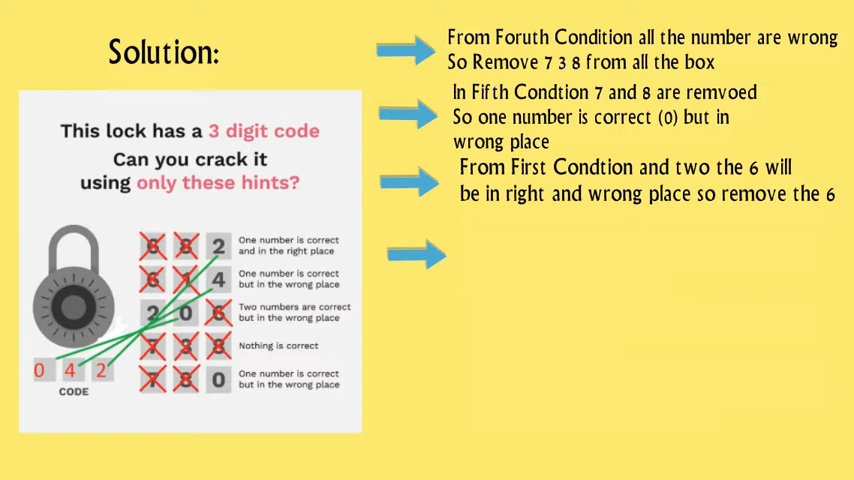 Solution:
From Foruth Condition all the number are wrong
So Remove 7 3 8 from all the box
In Fifth Condtion 7 and 8 are remvoed
So one number is correct (0) but in
wrong place
From First Condtion and two the 6 will
be in right and wrong place so remove the 6
This lock has a 3 digit code
Can you crack it
using only these hints?
6 8 2 One number is correct
and in the right place
6 1 4 One number is correct
but in the wrong place
2 0 6 Two numbers are correct
but in the wrong place
7 3 8 Nothing is correct
7 8 0 One number is correct
but in the wrong place
0 4 2
CODE